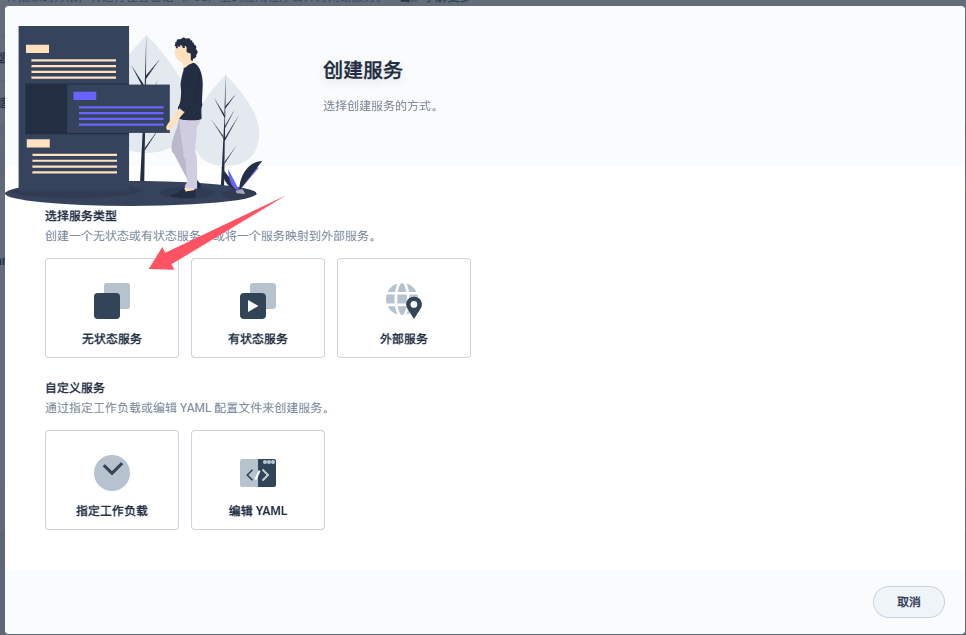 创建服务
选择创建服务的方式。
选择服务类型
创建一个无状态或有状态服务，或将一个服务映射到外部服务。
无状态服务
有状态服务
外部服务
自定义服务
通过指定工作负载或编辑 YAML 配置文件来创建服务。
指定工作负载
编辑 YAML
取消